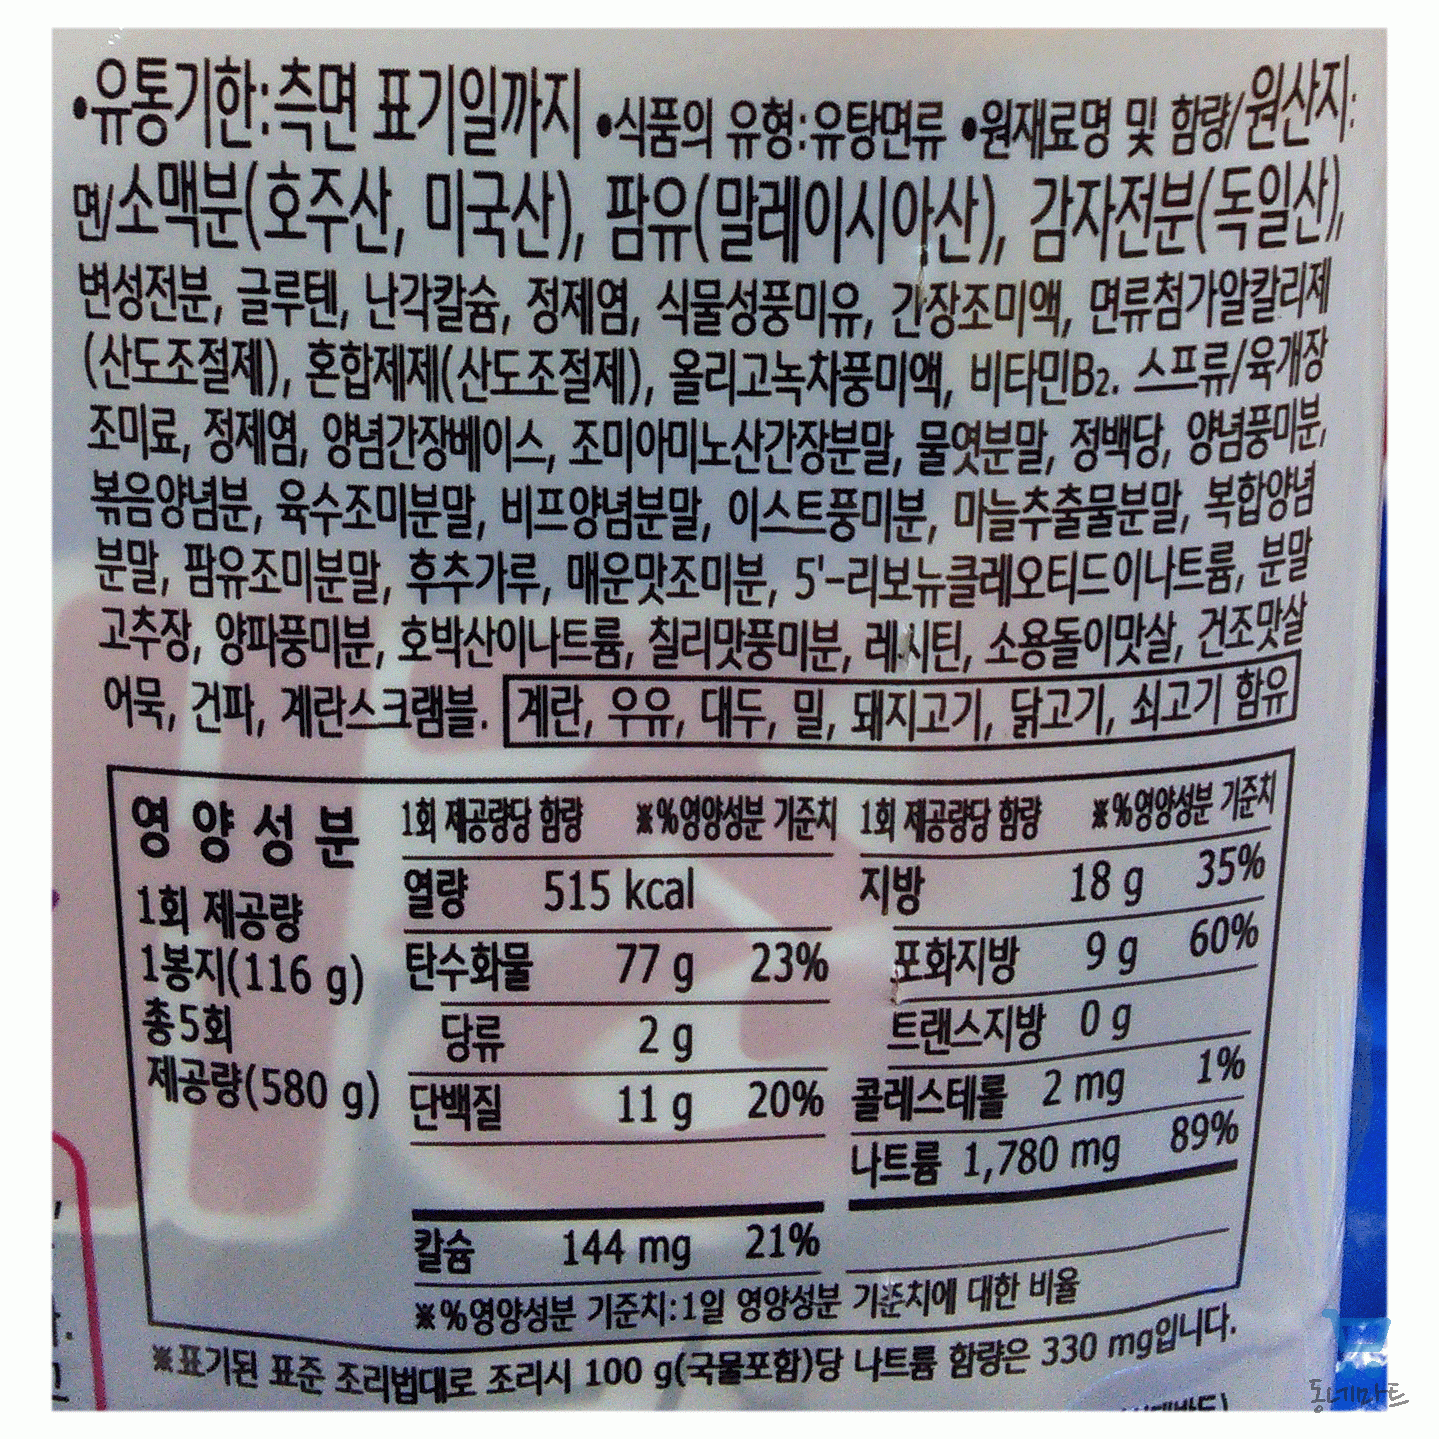 •유통기한:측면 표기일까지 •식품의 유형:유탕면류 •원재료명 및 함량/원산지:
면/소맥분(호주산, 미국산), 팜유(말레이시아산), 감자전분(독일산),
변성전분, 글루텐, 난각칼슘, 정제염, 식물성풍미유, 간장조미액, 면류첨가알칼리제
(산도조절제), 혼합제제(산도조절제), 올리고녹차풍미액, 비타민B₂. 스프류/육개장
조미료, 정제염, 양념간장베이스, 조미아미노산간장분말, 물엿분말, 정백당, 양념풍미분,
볶음양념분, 육수조미분말, 비프양념분말, 이스트풍미분, 마늘추출물분말, 복합양념
분말, 팜유조미분말, 후추가루, 매운맛조미분, 5'-리보뉴클레오티드이나트륨, 분말
고추장, 양파풍미분, 호박산이나트륨, 칠리맛풍미분, 레시틴, 소용돌이맛살, 건조맛살
어묵, 건파, 계란스크램블. 계란, 우유, 대두, 밀, 돼지고기, 닭고기, 쇠고기 함유
영양성분 1회 제공량당 함량 ※%영양성분 기준치 1회 제공량당 함량 ※%영양성분 기준치
1회 제공량
1봉지(116 g)
총5회
제공량(580 g)
열량 515 kcal 지방 18 g 35%
탄수화물 77 g 23% 포화지방 9 g 60%
당류 2 g 트랜스지방 0 g
단백질 11 g 20% 콜레스테롤 2 mg 1%
나트륨 1,780 mg 89%
칼슘 144 mg 21%
※%영양성분 기준치:1일 영양성분 기준치에 대한 비율
※표기된 표준 조리법대로 조리시 100 g(국물포함)당 나트륨 함량은 330 mg입니다.
동네마트